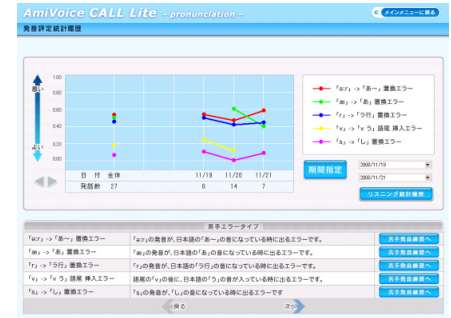 AmiVoice CALL Lite - pronunciation -
メインメニューに戻る
発音評定統計履歴
悪い
良い
1.00
0.80
0.60
0.40
0.20
0.00
日 付 全体 11/19 11/20 11/21
発話数 27 6 14 7
「a:r」 -> 「あ～」 置換エラー
「æ」 -> 「あ」 置換エラー
「r」 -> 「ラ行」 置換エラー
「v」 -> 「v う」 語尾 挿入エラー
「s」 -> 「し」 置換エラー
期間指定
2008/11/19
2008/11/21
リスニング統計履歴
苦手エラータイプ
「a:r」 -> 「あ～」 置換エラー 「a:r」の発音が、日本語の「あ～」の音になっている時に出るエラーです。 苦手発音練習へ
「æ」 -> 「あ」 置換エラー 「æ」の発音が、日本語の「あ」の音になっている時に出るエラーです。 苦手発音練習へ
「r」 -> 「ラ行」 置換エラー 「r」の発音が、日本語の「ラ行」の音になっている時に出るエラーです。 苦手発音練習へ
「v」 -> 「v う」 語尾 挿入エラー 語尾の「v」の後に、日本語の「う」の音が入っている時に出るエラーです。 苦手発音練習へ
「s」 -> 「し」 置換エラー 「s」の発音が、「し」の音になっている時に出るエラーです 苦手発音練習へ
戻る 次へ